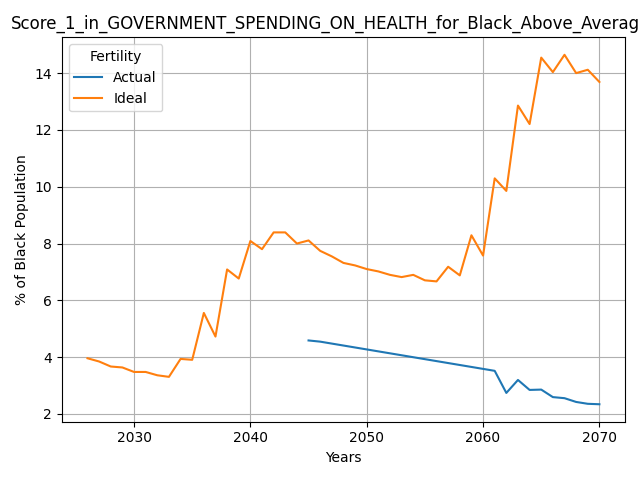 Score_1_in_GOVERNMENT_SPENDING_ON_HEALTH_for_Black_Above_Averag
Fertility
Actual
Ideal
% of Black Population
14
12
10
8
6
4
2
2030 2040 2050 2060 2070
Years